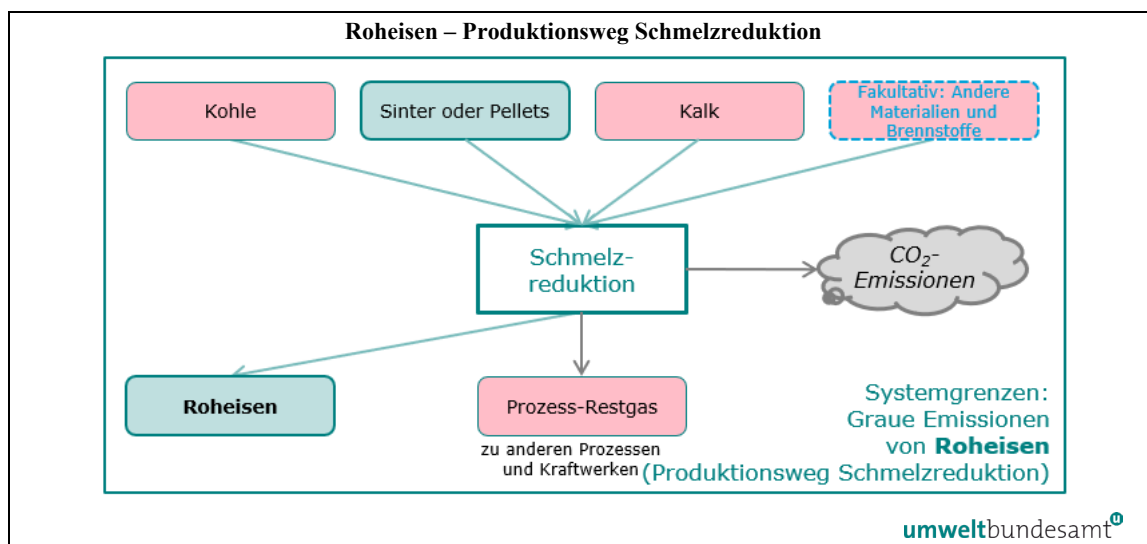 Roheisen – Produktionsweg Schmelzreduktion
Kohle
Sinter oder Pellets
Kalk
Fakultativ: Andere
Materialien und
Brennstoffe
Schmelz-
reduktion
CO₂-
Emissionen
Roheisen
Prozess-Restgas
zu anderen Prozessen
und Kraftwerken
Systemgrenzen:
Graue Emissionen
von Roheisen
(Produktionsweg Schmelzreduktion)
umweltbundesamt u